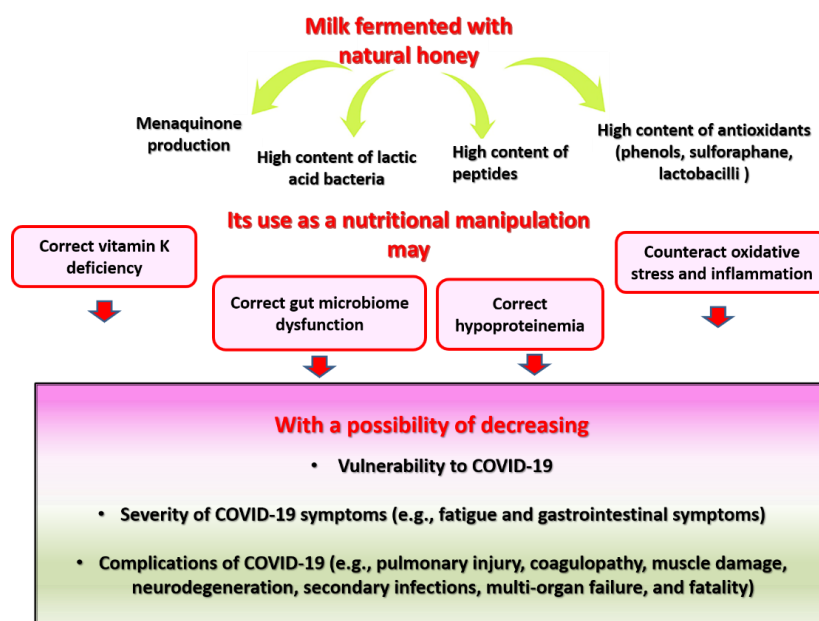 Milk fermented with
natural honey
Menaquinone
production
High content of lactic
acid bacteria
High content of
peptides
High content of antioxidants
(phenols, sulforaphane,
lactobacilli )
Its use as a nutritional manipulation
may
Correct vitamin K
deficiency
Correct gut microbiome
dysfunction
Correct
hypoproteinemia
Counteract oxidative
stress and inflammation
With a possibility of decreasing
• Vulnerability to COVID-19
• Severity of COVID-19 symptoms (e.g., fatigue and gastrointestinal symptoms)
• Complications of COVID-19 (e.g., pulmonary injury, coagulopathy, muscle damage,
neurodegeneration, secondary infections, multi-organ failure, and fatality)